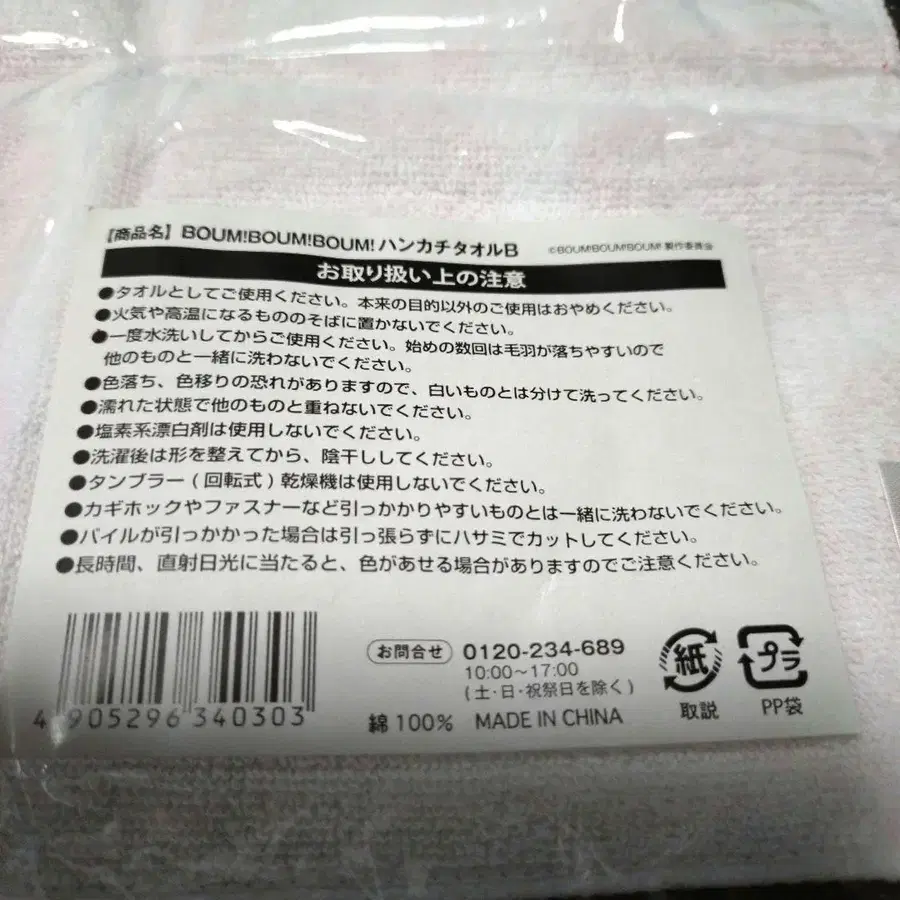 【商品名】BOUM!BOUM!BOUM! ハンカチタオルB ©BOUM!BOUM!BOUM! 製作委員会
お取り扱い上の注意
●タオルとしてご使用ください。本来の目的以外のご使用はおやめください。
●火気や高温になるもののそばに置かないでください。
●一度水洗いしてからご使用ください。始めの数回は毛羽が落ちやすいので
他のものと一緒に洗わないでください。
●色落ち、色移りの恐れがありますので、白いものとは分けて洗ってください。
●濡れた状態で他のものと重ねないでください。
●塩素系漂白剤は使用しないでください。
●洗濯後は形を整えてから、陰干ししてください。
●タンブラー(回転式)乾燥機は使用しないでください。
●カギホックやファスナーなど引っかかりやすいものとは一緒に洗わないでください。
●パイルが引っかかった場合は引っ張らずにハサミでカットしてください。
●長時間、直射日光に当たると、色があせる場合がありますのでご注意ください。
お問合せ 0120-234-689
10:00～17:00
(土・日・祝祭日を除く)
紙
取説
プラ
PP袋
4 905296 340303
綿100% MADE IN CHINA